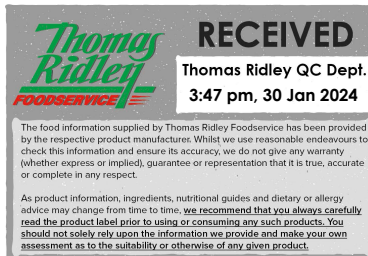 Thomas
Ridley
FOODSERVICE
RECEIVED
Thomas Ridley QC Dept.
3:47 pm, 30 Jan 2024
The food information supplied by Thomas Ridley Foodservice has been provided
by the respective product manufacturer. Whilst we use reasonable endeavours to
check this information and ensure its accuracy, we do not give any warranty
(whether express or implied), guarantee or representation that it is true, accurate
or complete in any respect.
As product information, ingredients, nutritional guides and dietary or allergy
advice may change from time to time, we recommend that you always carefully
read the product label prior to using or consuming any such products. You
should not solely rely upon the information we provide and make your own
assessment as to the suitability or otherwise of any given product.